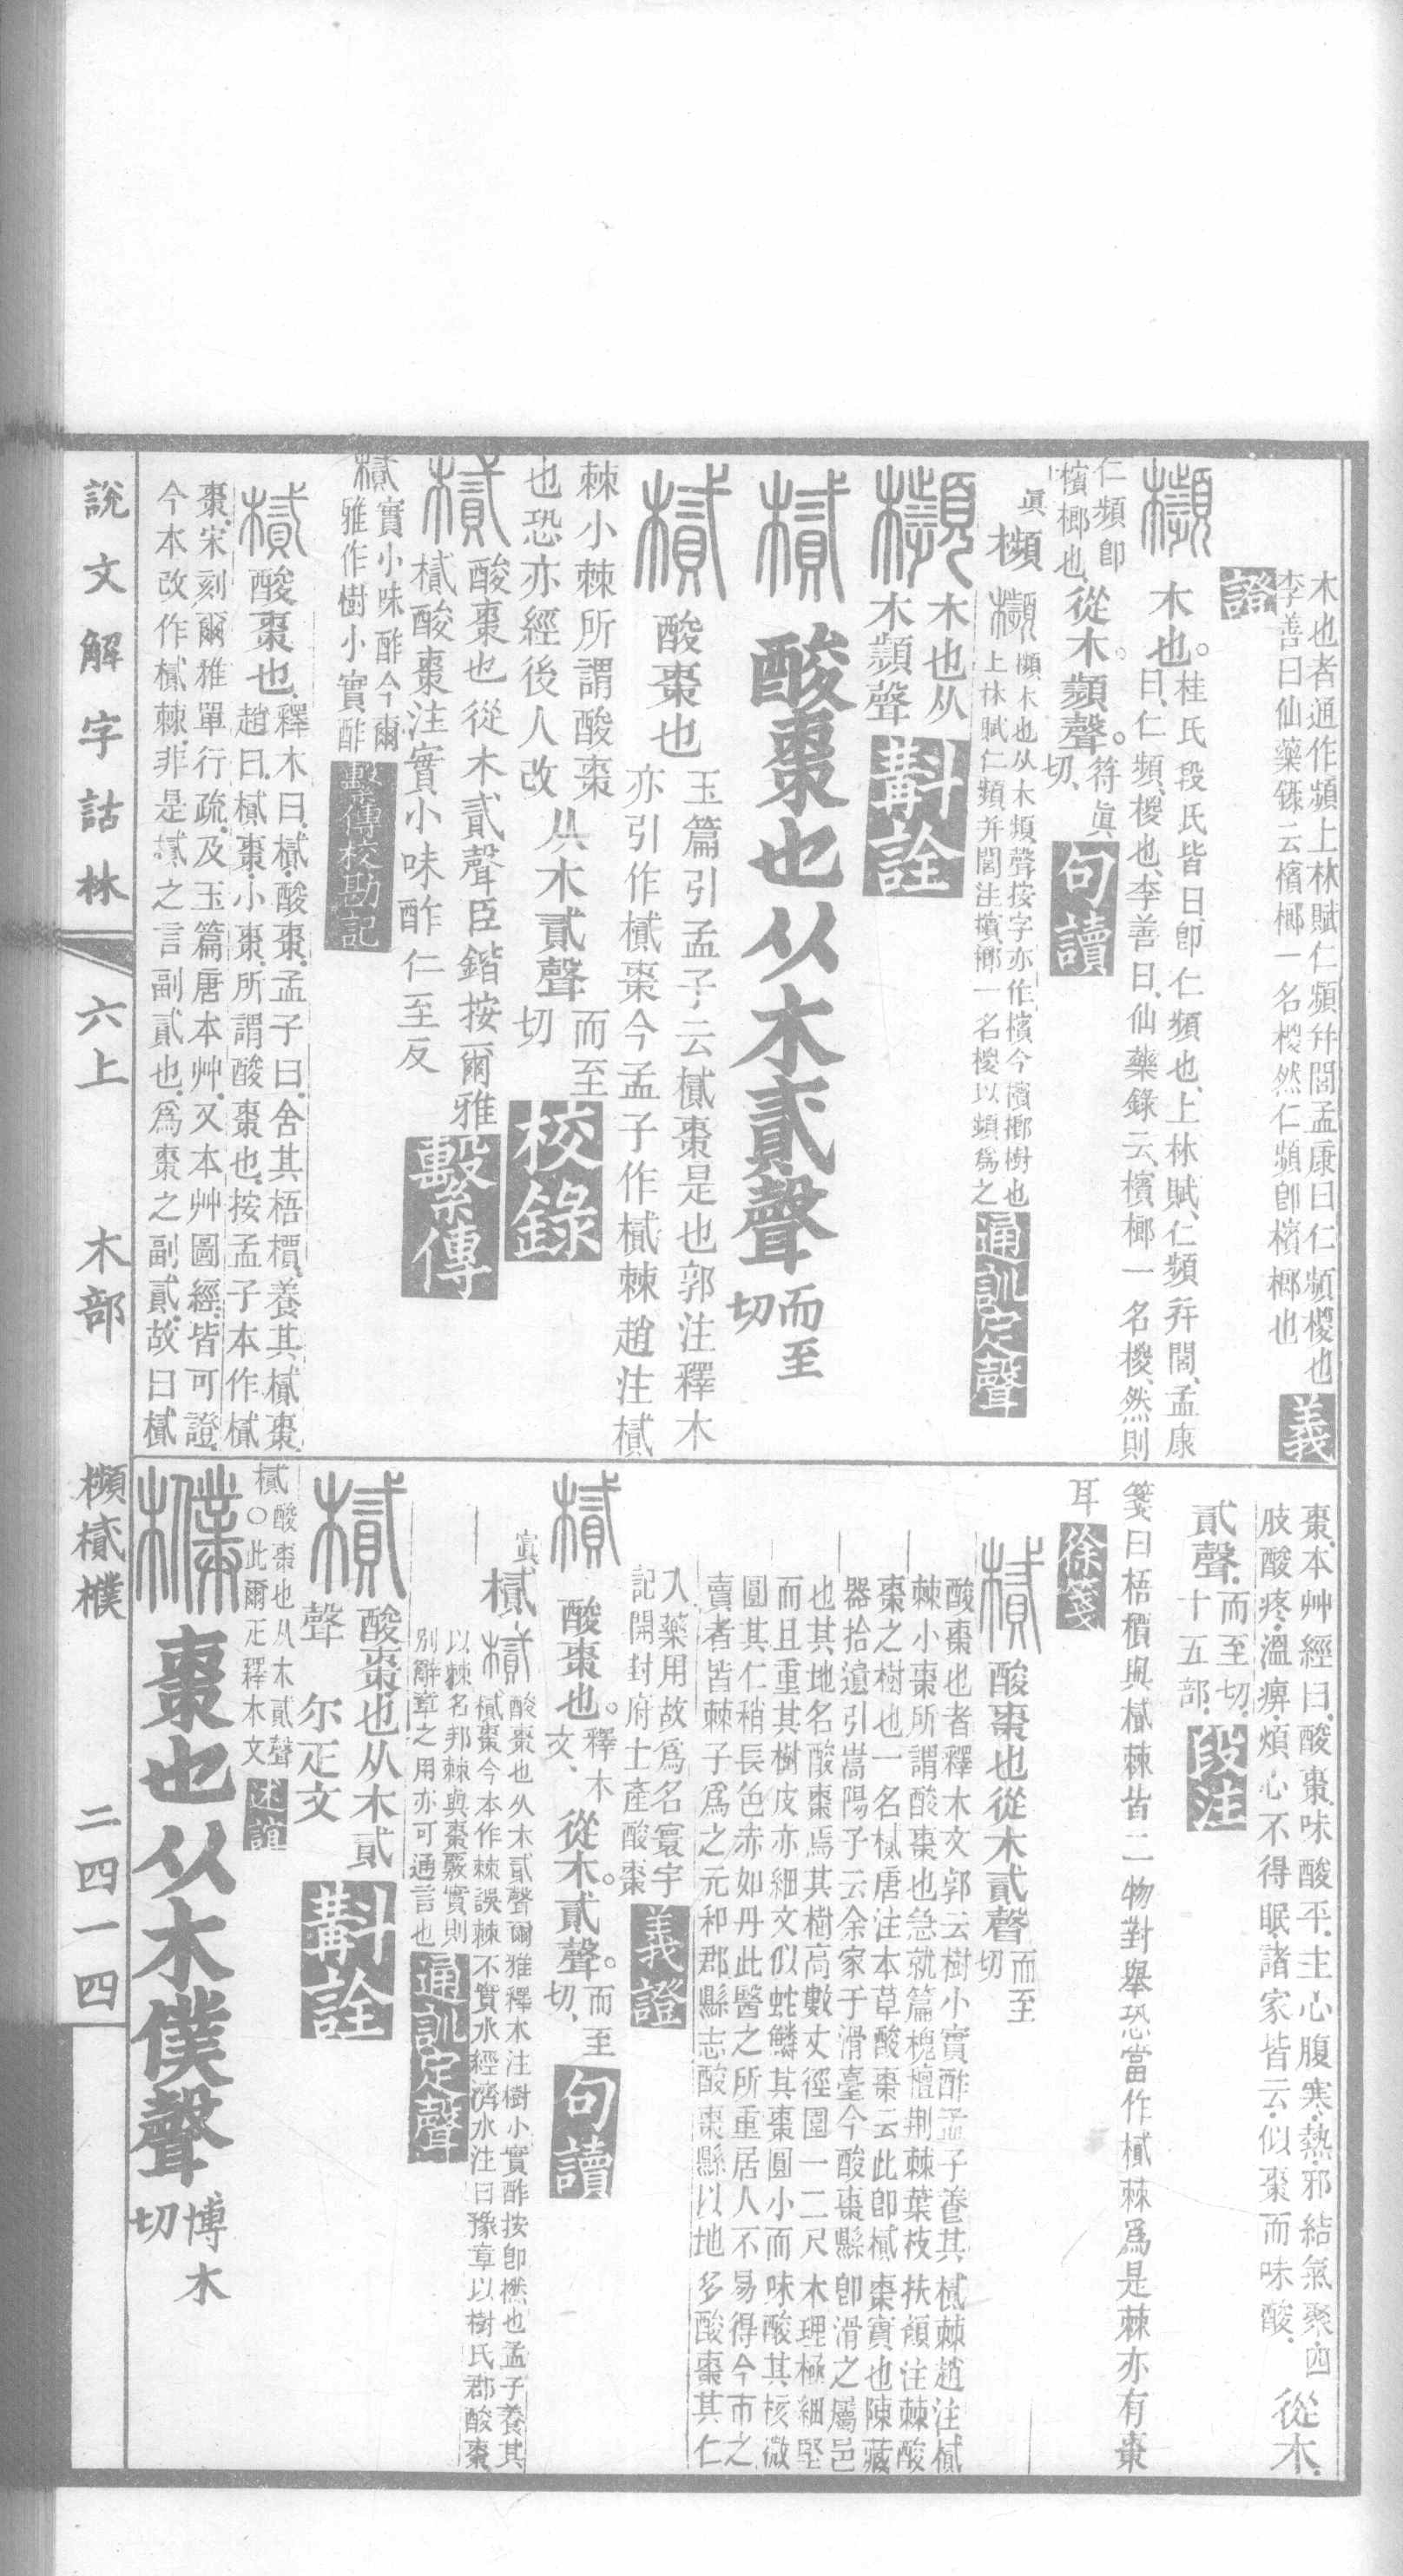 木也者通作頻上林賦仁頻幷閭孟康曰仁頻椶也
李善曰仙藥錄云檳榔一名椶然仁頻卽檳榔也
義證
木也。桂氏段氏皆曰卽仁頻也、上林賦、仁頻幷閭、孟康
曰、仁頻、椶也、李善曰、仙藥錄云、檳榔一名椶、然則
仁頻卽
檳榔也、從木頻聲。符眞
切、句讀
眞
櫇 櫇木也从木頻聲按字亦作檳今檳榔樹也
上林賦仁頻并閭注檳榔一名椶以頻爲之 通訓定聲
木也从
木頻聲 斠詮
樲 酸棗也从木貳聲 而至
切
樲 酸棗也 玉篇引孟子云樲棗是也郭注釋木
亦引作樲棗今孟子作樲棘趙注樲
棘小棘所謂酸棗
也恐亦經後人改 从木貳聲 而至
切 校錄
樲 酸棗也從木貳聲臣鍇按爾雅
樲酸棗注實小味酢 仁至反 繫傳
樲實小味酢今爾
雅作樹小實酢 繫傳校勘記
樲 酸棗也、釋木曰、樲、酸棗、孟子曰、舍其梧檟、養其樲棗、
趙曰、樲棗、小棗、所謂酸棗也、按孟子本作樲
棗、宋刻爾雅單行疏、及玉篇唐本艸、又本艸圖經、皆可證、
今本改作樲棘、非是、樲之言副貳也、爲棗之副貳、故曰樲
棗、本艸經曰、酸棗、味酸平、主心腹寒熱、邪結氣聚、四
肢酸疼、溫痹、煩心不得眠、諸家皆云、似棗而味酸、從木、
貳聲、而至切、
十五部、段注
箋曰梧檟與樲棘皆二物對舉恐當作樲棘爲是棘亦有棗
耳 徐箋
樲 酸棗也從木貳聲 而至
切
酸棗也者釋木文郭云樹小實酢孟子養其樲棘趙注樲
棘小棗所謂酸棗也急就篇槐檀荆棘葉枝扶顏注棘酸
棗之樹也一名樲唐注本草酸棗云此卽樲棗實也陳藏
器拾遺引嵩陽子云余家于滑臺今酸棗縣卽滑之屬邑
也其地名酸棗焉其樹高數丈徑圍一二尺木理極細堅
而且重其樹皮亦細文似蛇鱗其棗圓小而味酸其核微
圓其仁稍長色赤如丹此醫之所重居人不易得今市之
賣者皆棘子爲之元和郡縣志酸棗縣以地多酸棗其仁
入藥用故爲名寰宇
記開封府土產酸棗 義證
樲 酸棗也。釋木
文、從木。貳聲。而至
切、句讀
寘
樲 酸棗也从木貳聲爾雅釋木注樹小實酢按卽橪也孟子養其
樲棗今本作棘誤棘不實水經濟水注曰豫章以樹氏郡酸棗
以棘名邦棘與棗叢實則
別辭章之用亦可通言也 通訓定聲
樲 酸棗也从木貳
聲 尔疋文 斠詮
樲酸棗也从木貳聲
○此爾疋釋木文 述誼
棗也从木僕聲 博木
切
說文解字詁林 六上 木部 櫇樲樸 二四一四